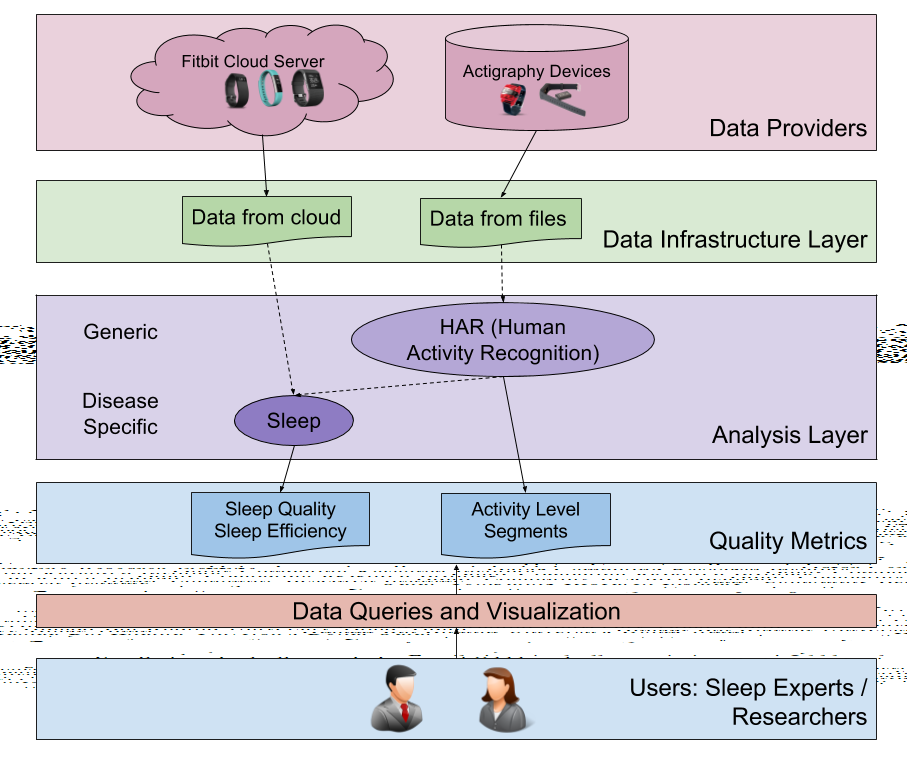 Fitbit Cloud Server
Actigraphy Devices
Data Providers
Data from cloud
Data from files
Data Infrastructure Layer
Generic
HAR (Human
Activity Recognition)
Disease
Specific
Sleep
Analysis Layer
Sleep Quality
Sleep Efficiency
Activity Level
Segments
Quality Metrics
Data Queries and Visualization
Users: Sleep Experts /
Researchers